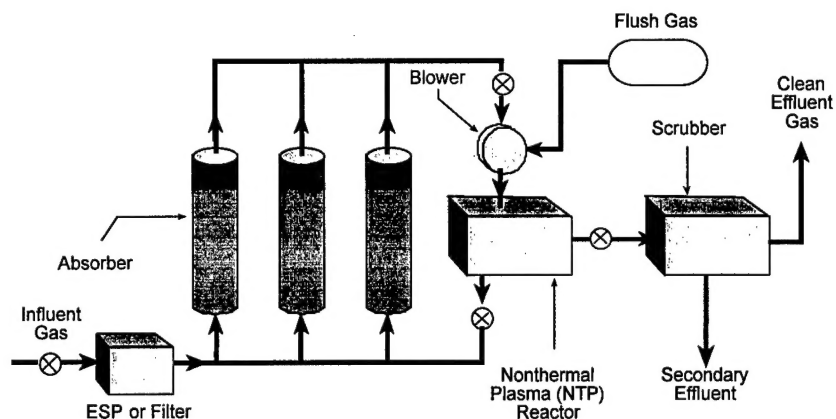 Flush Gas
Blower
Clean
Effluent
Gas
Scrubber
Absorber
Influent
Gas
ESP or Filter
Nonthermal
Plasma (NTP)
Reactor
Secondary
Effluent